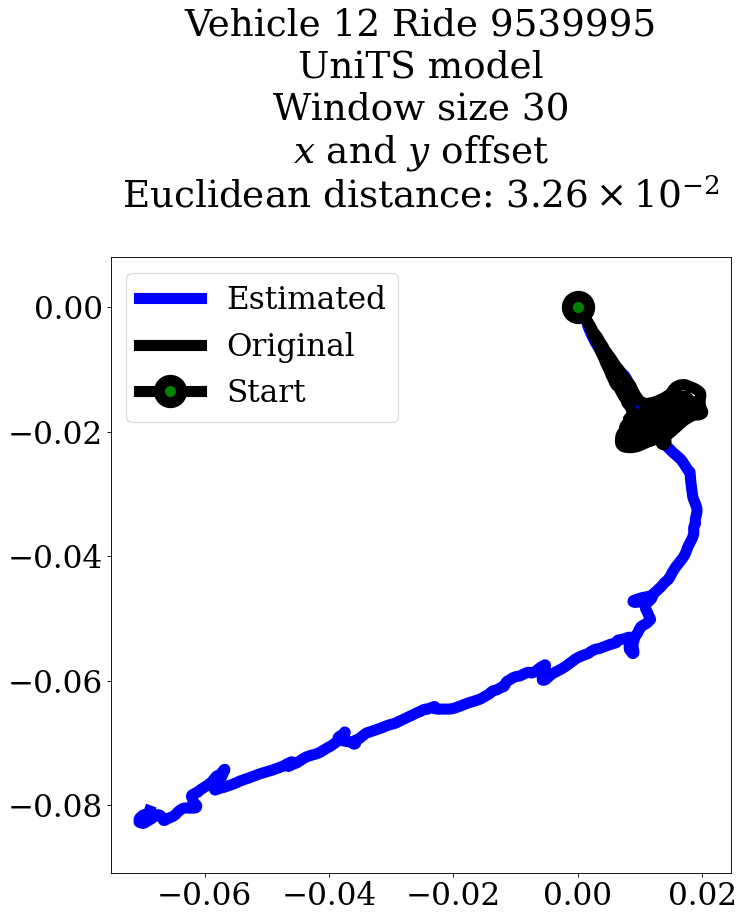 Vehicle 12 Ride 9539995
UniTS model
Window size 30
x and y offset
Euclidean distance: 3.26 × 10⁻²
Estimated
Original
Start
0.00
−0.02
−0.04
−0.06
−0.08
−0.06 −0.04 −0.02 0.00 0.02